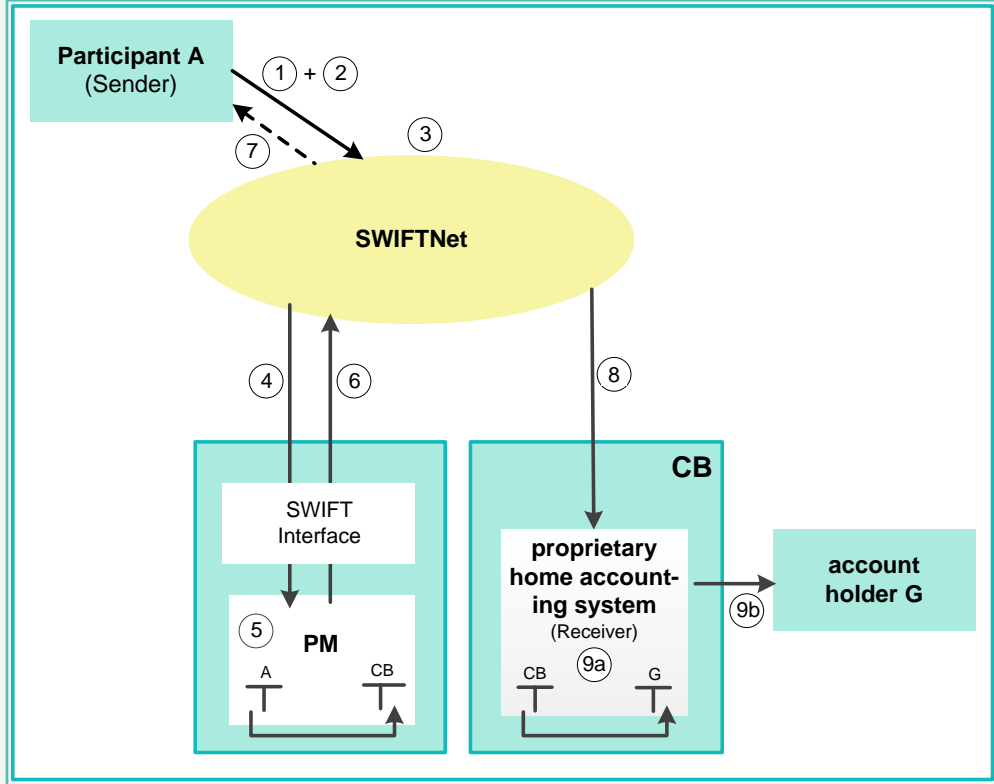 Participant A
(Sender)
1 + 2
3
7
SWIFTNet
4
6
8
CB
SWIFT
Interface
proprietary
home account-
ing system
(Receiver)
account
holder G
9b
5
PM
9a
A
CB
CB
G